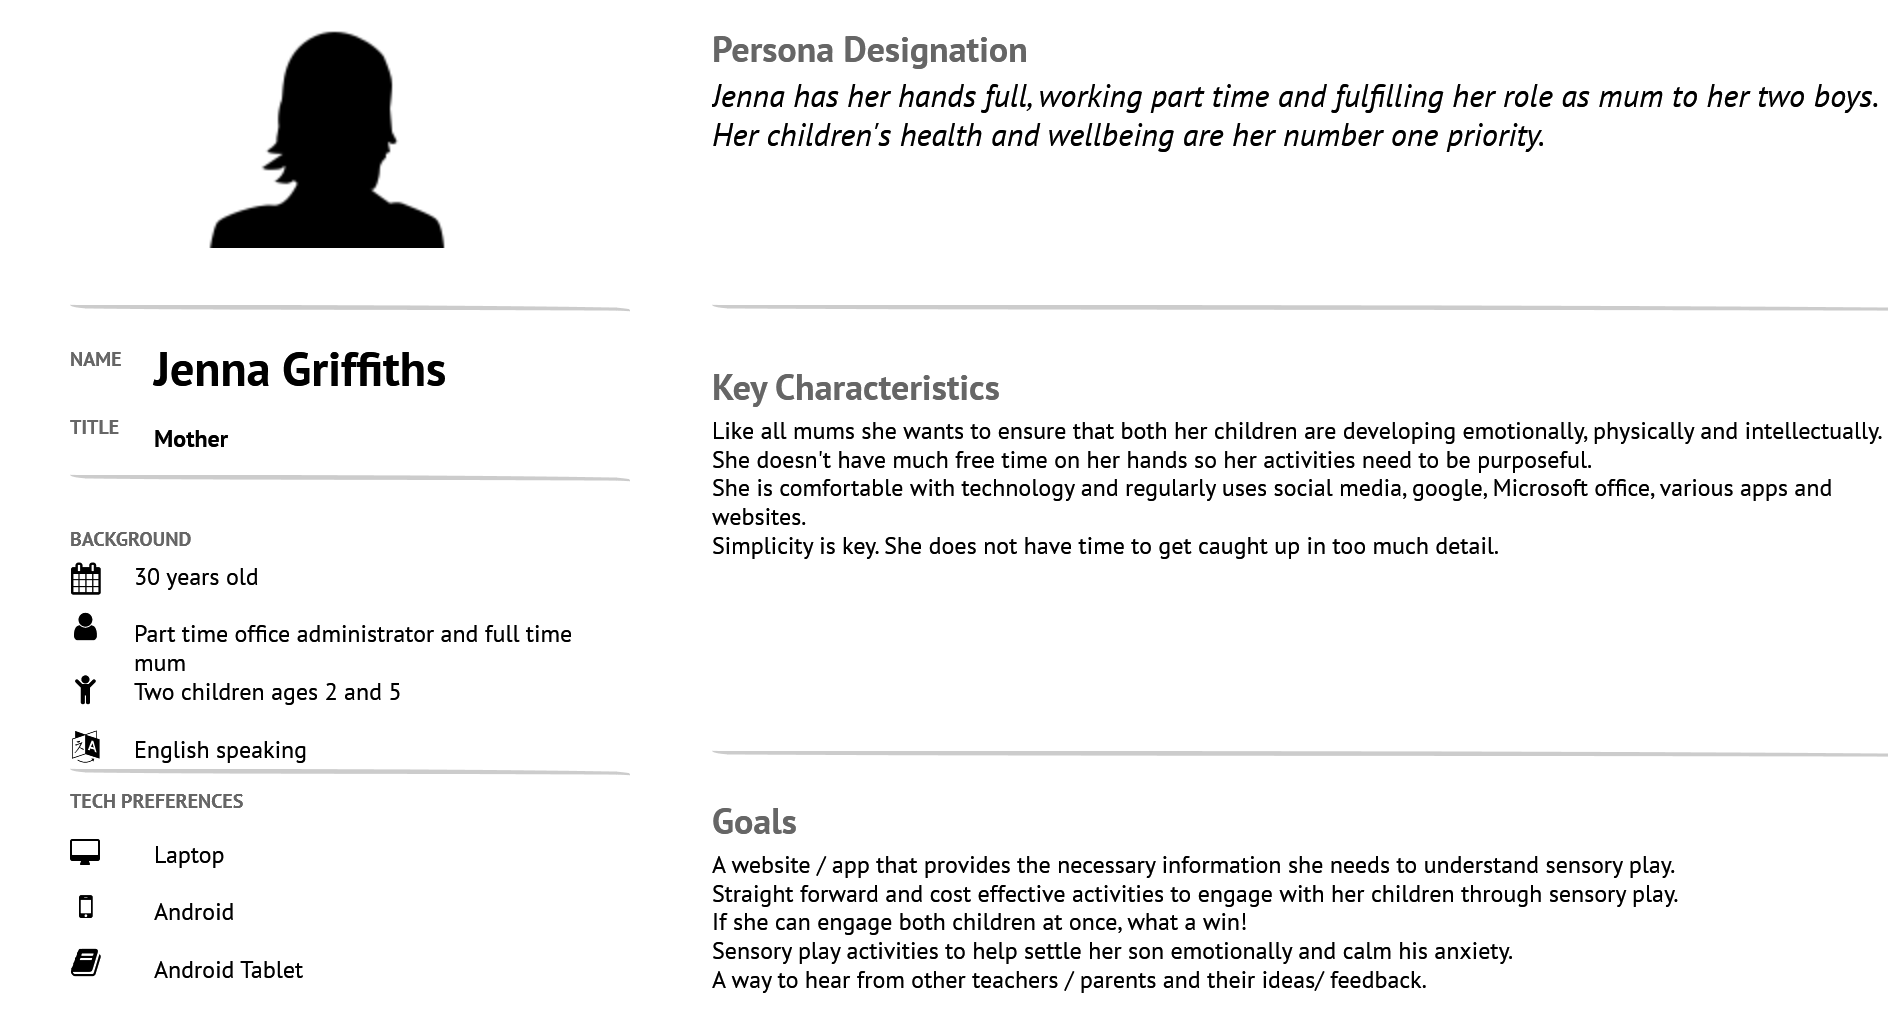 Persona Designation
Jenna has her hands full, working part time and fulfilling her role as mum to her two boys.
Her children's health and wellbeing are her number one priority.
NAME Jenna Griffiths
TITLE Mother
BACKGROUND
30 years old
Part time office administrator and full time
mum
Two children ages 2 and 5
English speaking
TECH PREFERENCES
Laptop
Android
Android Tablet
Key Characteristics
Like all mums she wants to ensure that both her children are developing emotionally, physically and intellectually.
She doesn't have much free time on her hands so her activities need to be purposeful.
She is comfortable with technology and regularly uses social media, google, Microsoft office, various apps and
websites.
Simplicity is key. She does not have time to get caught up in too much detail.
Goals
A website / app that provides the necessary information she needs to understand sensory play.
Straight forward and cost effective activities to engage with her children through sensory play.
If she can engage both children at once, what a win!
Sensory play activities to help settle her son emotionally and calm his anxiety.
A way to hear from other teachers / parents and their ideas/ feedback.